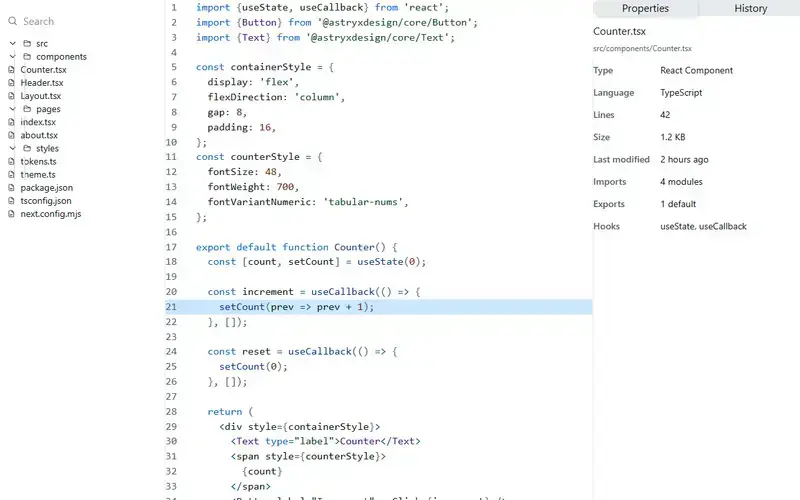 Search
src
components
Counter.tsx
Header.tsx
Layout.tsx
pages
index.tsx
about.tsx
styles
tokens.ts
theme.ts
package.json
tsconfig.json
next.config.mjs
1 import {useState, useCallback} from 'react';
2 import {Button} from '@astryxdesign/core/Button';
3 import {Text} from '@astryxdesign/core/Text';
4
5 const containerStyle = {
6 display: 'flex',
7 flexDirection: 'column',
8 gap: 8,
9 padding: 16,
10 };
11 const counterStyle = {
12 fontSize: 48,
13 fontWeight: 700,
14 fontVariantNumeric: 'tabular-nums',
15 };
16
17 export default function Counter() {
18 const [count, setCount] = useState(0);
19
20 const increment = useCallback(() => {
21 setCount(prev => prev + 1);
22 }, []);
23
24 const reset = useCallback(() => {
25 setCount(0);
26 }, []);
27
28 return (
29 <div style={containerStyle}>
30 <Text type="label">Counter</Text>
31 <span style={counterStyle}>
32 {count}
33 </span>
Properties History
Counter.tsx
src/components/Counter.tsx
Type React Component
Language TypeScript
Lines 42
Size 1.2 KB
Last modified 2 hours ago
Imports 4 modules
Exports 1 default
Hooks useState, useCallback